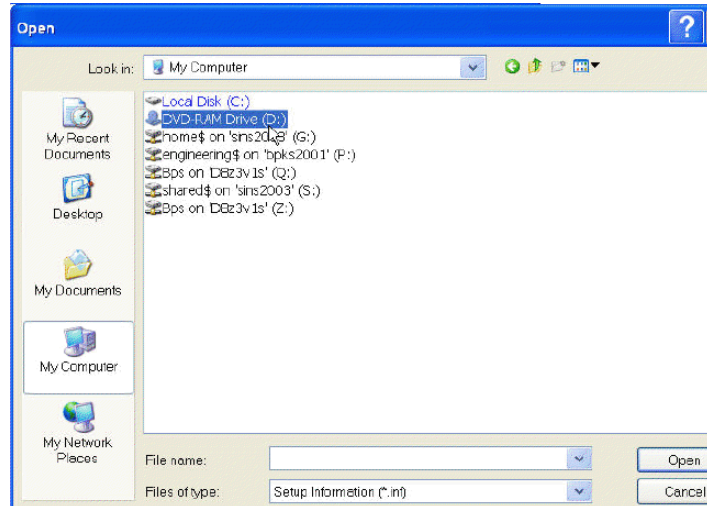 Open
Look in: My Computer
Local Disk (C:)
DVD-RAM Drive (D:)
home$ on 'sins2003' (G:)
engineering$ on 'bpks2001' (P:)
Bps on 'D8z3v1s' (Q:)
shared$ on 'sins2003' (S:)
Bps on 'D8z3v1s' (Z:)
My Recent
Documents
Desktop
My Documents
My Computer
My Network
Places
File name: Open
Files of type: Setup Information (*.inf) Cancel